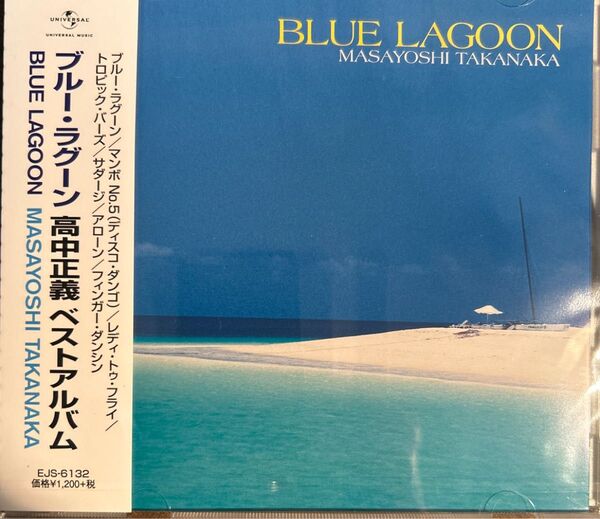 UNIVERSAL
UNIVERSAL MUSIC
ブルー・ラグーン/マンボ No.5(ディスコ・ダンゴ)/レディ・トゥ・フライ/
トロピック・バーズ/サダージ/アローン/フィンガー・ダンシン
ブルー・ラグーン 高中正義 ベストアルバム
BLUE LAGOON MASAYOSHI TAKANAKA
EJS-6132
価格¥1,200+税
BLUE LAGOON
MASAYOSHI TAKANAKA